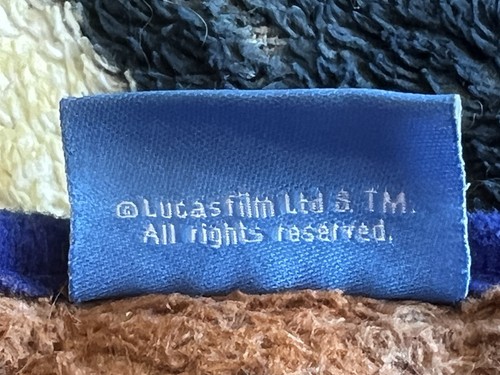 ©Lucasfilm Ltd & TM.
All rights reserved.